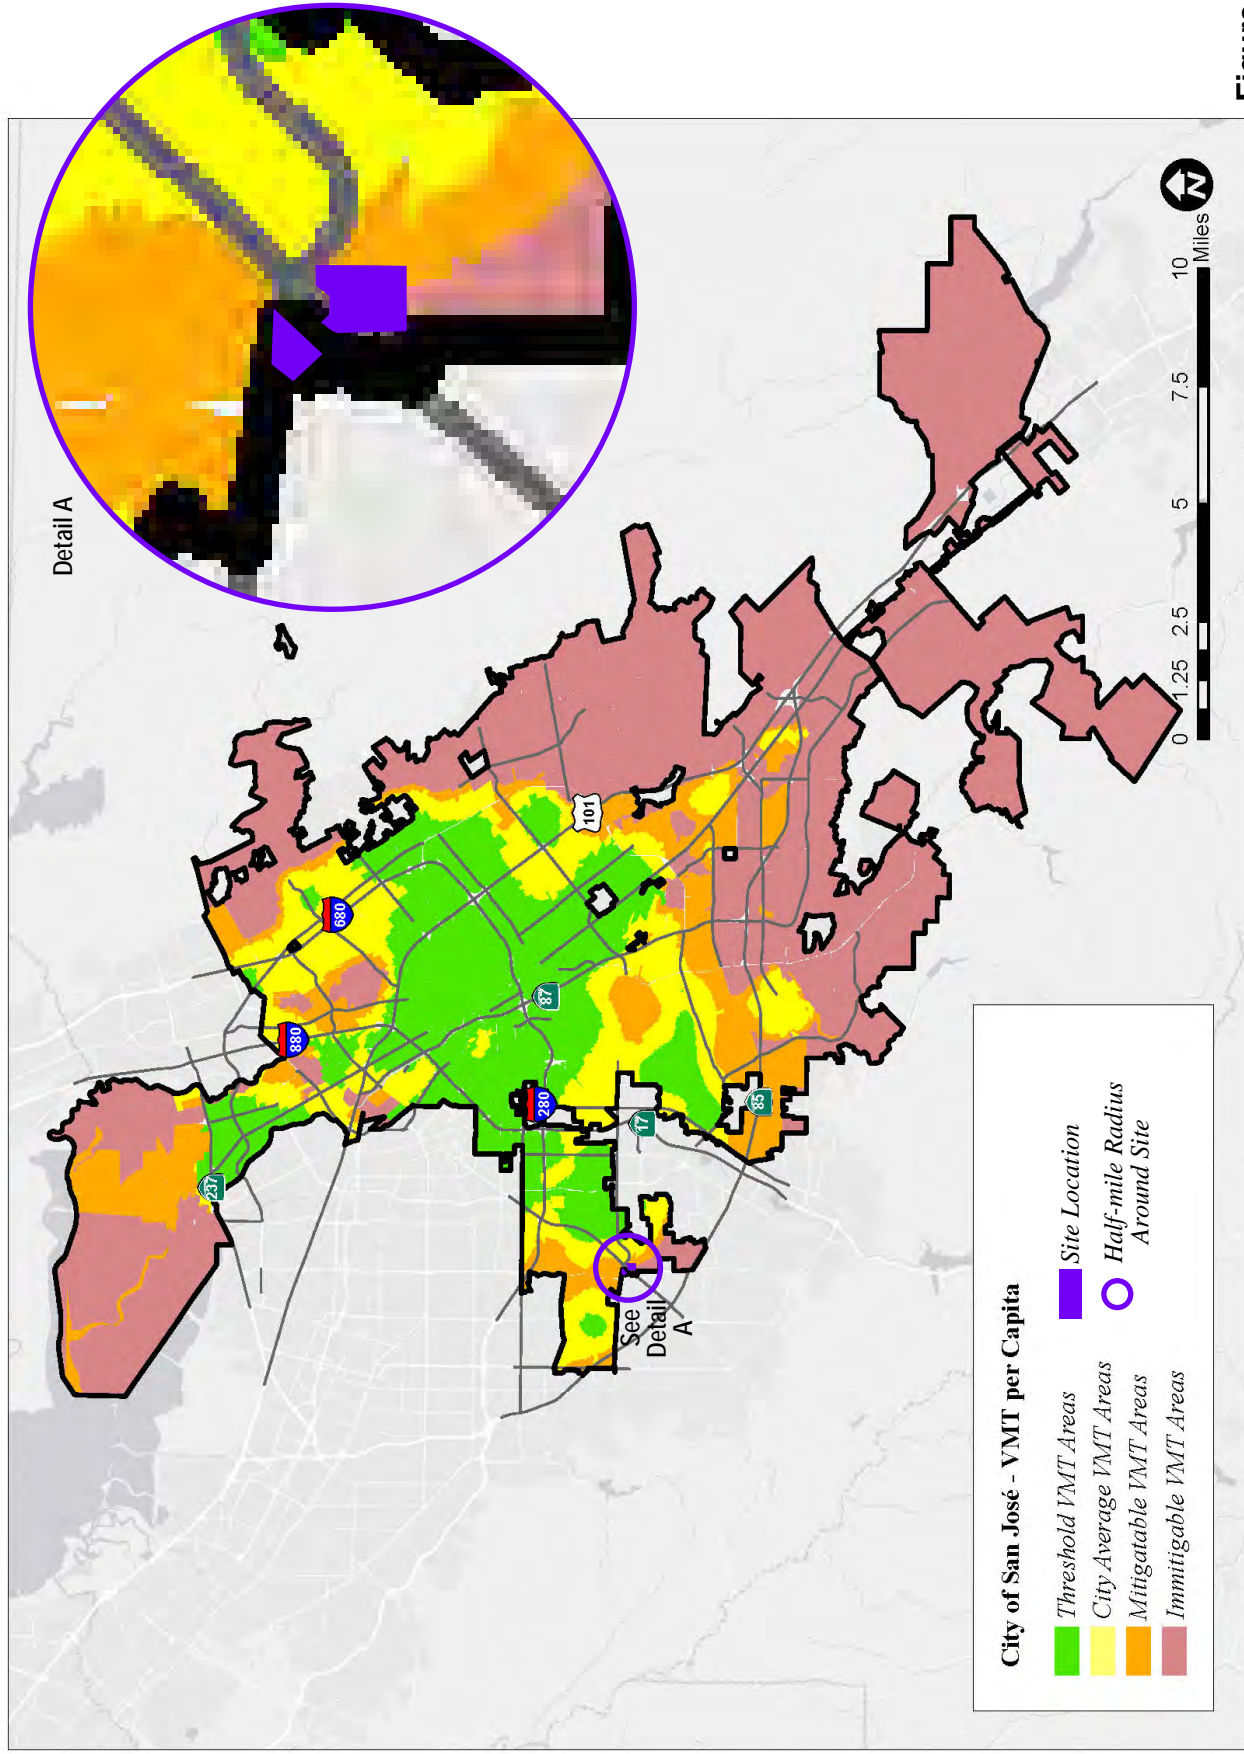 Figure
Detail A
680
880
237
101
87
280
17
85
See
Detail
A
N
0 1.25 2.5 5 7.5 10
Miles
City of San José - VMT per Capita
Threshold VMT Areas
City Average VMT Areas
Mitigatable VMT Areas
Immitigable VMT Areas
Site Location
Half-mile Radius
Around Site